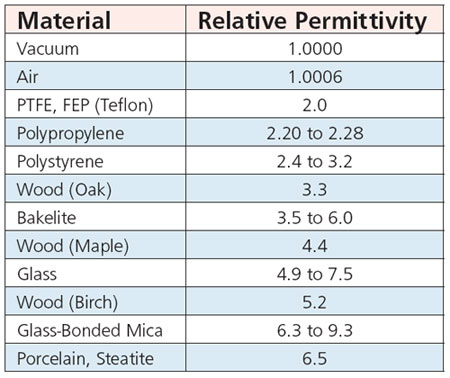 Material Relative Permittivity
Vacuum 1.0000
Air 1.0006
PTFE, FEP (Teflon) 2.0
Polypropylene 2.20 to 2.28
Polystyrene 2.4 to 3.2
Wood (Oak) 3.3
Bakelite 3.5 to 6.0
Wood (Maple) 4.4
Glass 4.9 to 7.5
Wood (Birch) 5.2
Glass-Bonded Mica 6.3 to 9.3
Porcelain, Steatite 6.5